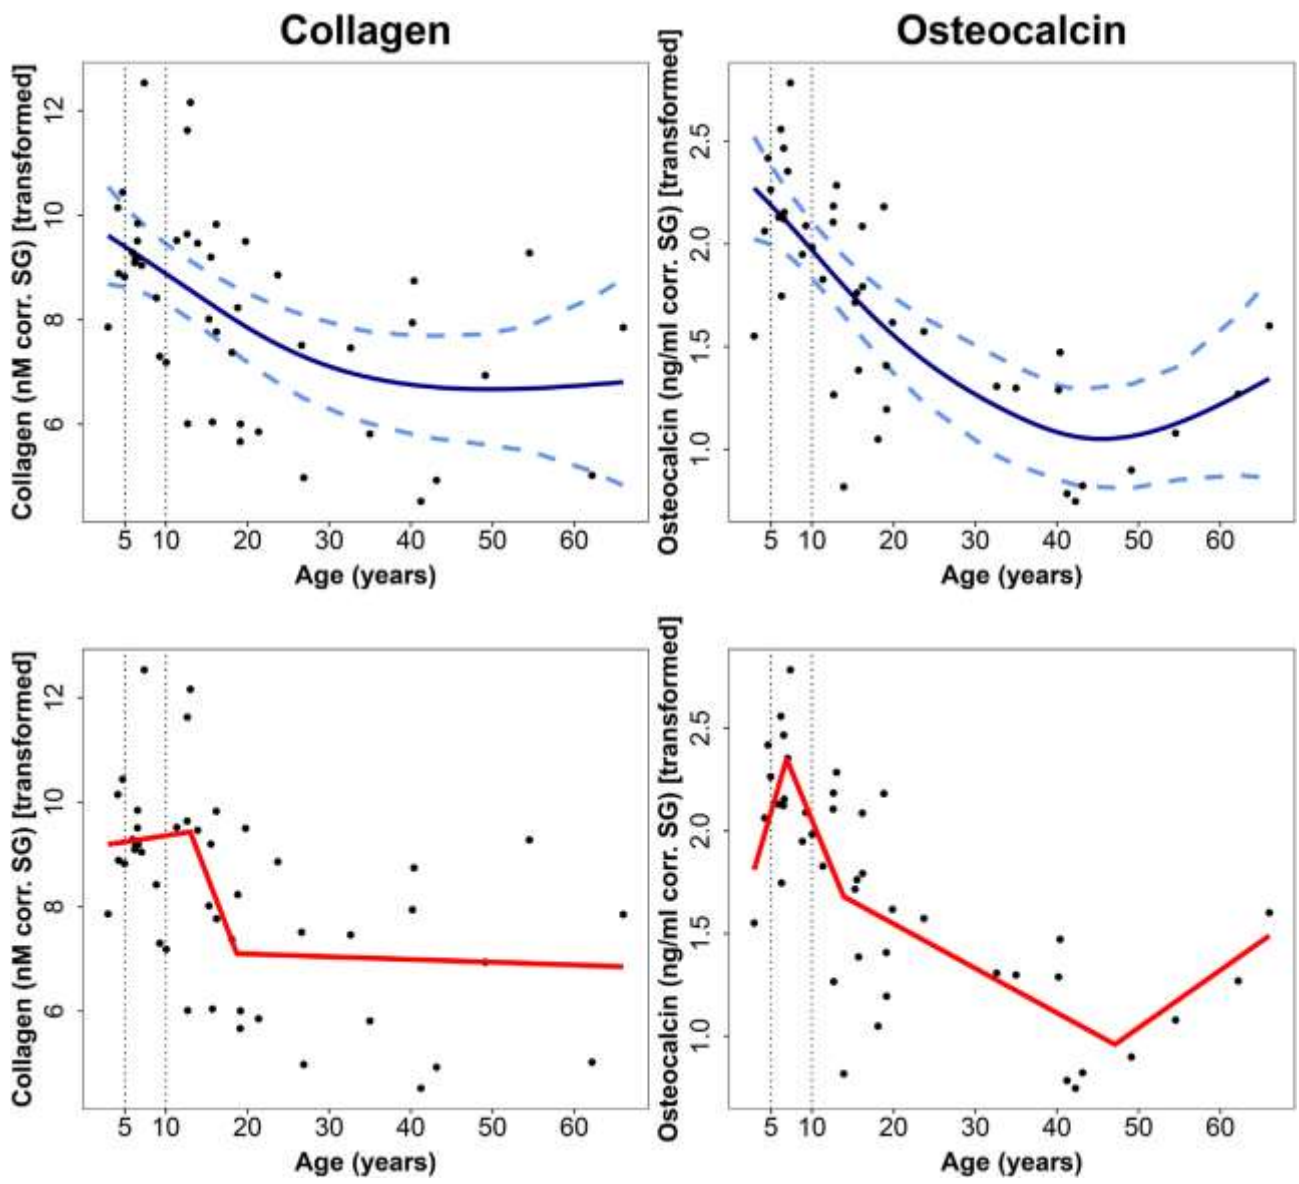 Collagen
Osteocalcin
Collagen (nM corr. SG) [transformed]
12
10
8
6
5 10 20 30 40 50 60
Age (years)
Osteocalcin (ng/ml corr. SG) [transformed]
2.5
2.0
1.5
1.0
5 10 20 30 40 50 60
Age (years)
Collagen (nM corr. SG) [transformed]
12
10
8
6
5 10 20 30 40 50 60
Age (years)
Osteocalcin (ng/ml corr. SG) [transformed]
2.5
2.0
1.5
1.0
5 10 20 30 40 50 60
Age (years)